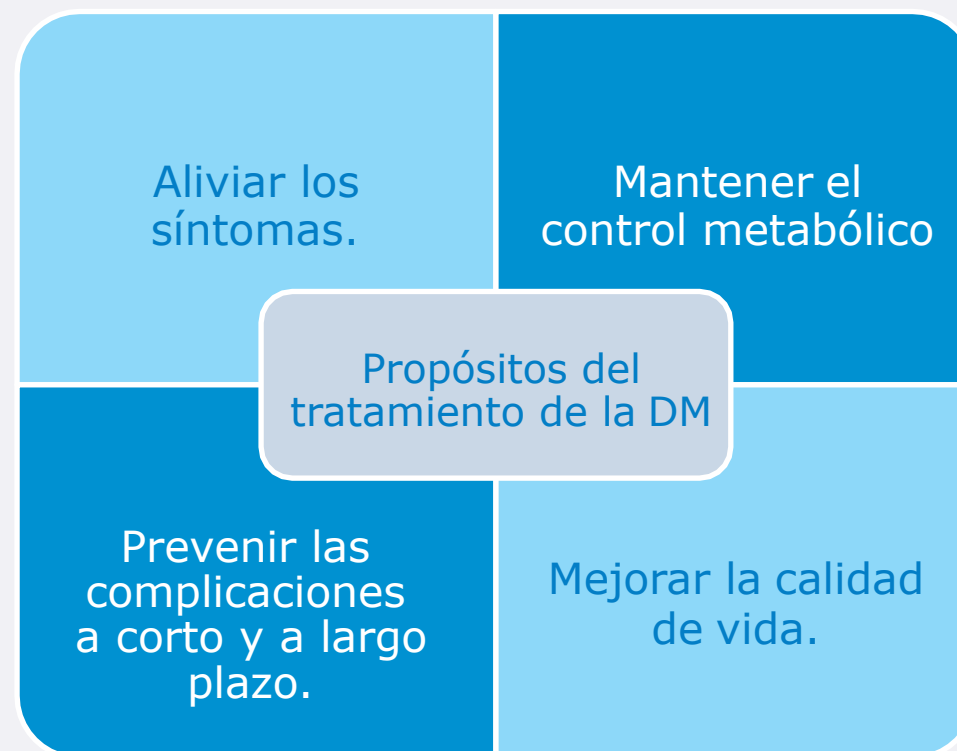 Aliviar los
síntomas.
Mantener el
control metabólico
Propósitos del
tratamiento de la DM
Prevenir las
complicaciones
a corto y a largo
plazo.
Mejorar la calidad
de vida.